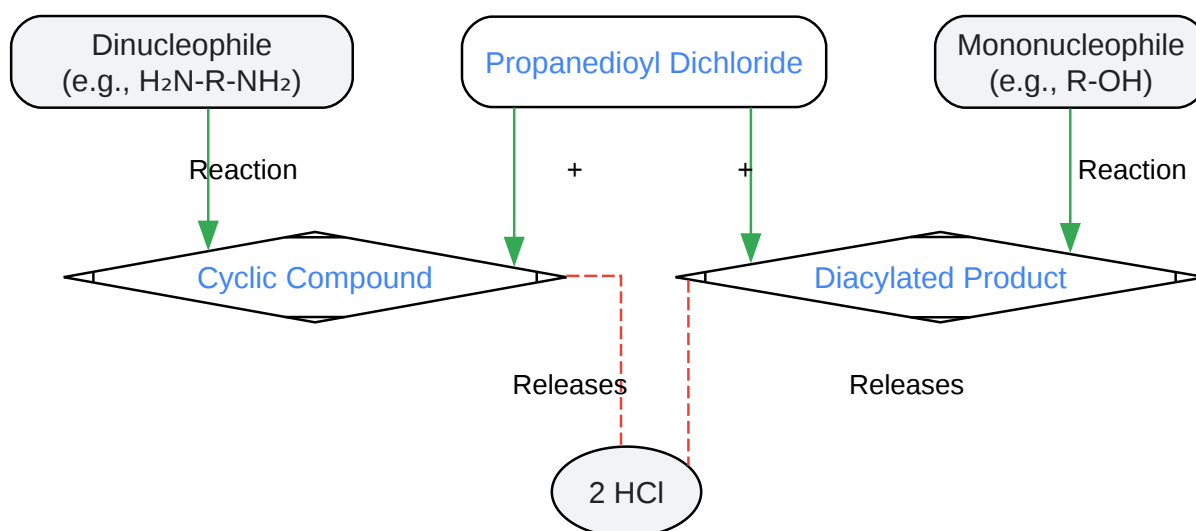 Dinucleophile
(e.g., H₂N-R-NH₂)
Propanedioyl Dichloride
Mononucleophile
(e.g., R-OH)
Reaction
+
+
Reaction
Cyclic Compound
Diacylated Product
Releases
Releases
2 HCl